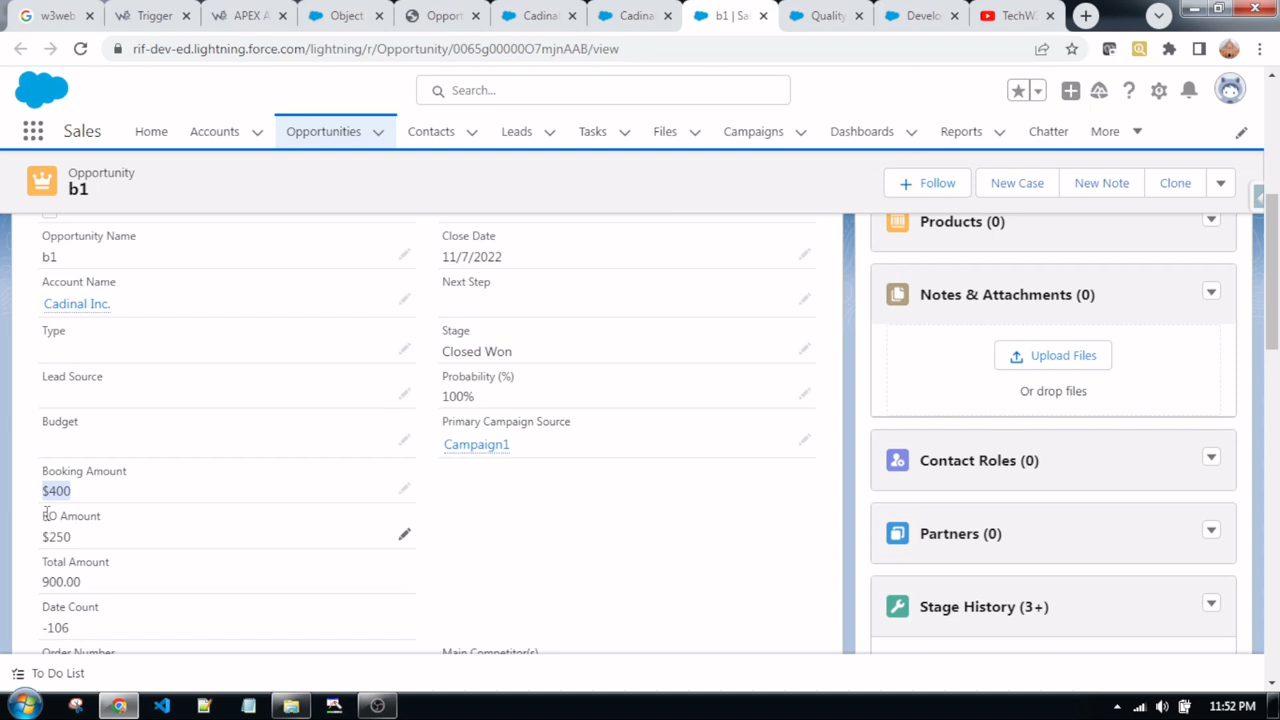 w3web
Trigger
APEX A
Object
Opport
Cadina
Cadina
b1 | Sa
Quality
Develo
TechW
rif-dev-ed.lightning.force.com/lightning/r/Opportunity/0065g00000O7mjnAAB/view
Search...
Sales
Home
Accounts
Opportunities
Contacts
Leads
Tasks
Files
Campaigns
Dashboards
Reports
Chatter
More
Opportunity
b1
Follow
New Case
New Note
Clone
Opportunity Name
b1
Account Name
Cadinal Inc.
Type
Lead Source
Budget
Booking Amount
$400
RO Amount
$250
Total Amount
900.00
Date Count
-106
Order Number
Close Date
11/7/2022
Next Step
Stage
Closed Won
Probability (%)
100%
Primary Campaign Source
Campaign1
Main Competitor(s)
Products (0)
Notes & Attachments (0)
Upload Files
Or drop files
Contact Roles (0)
Partners (0)
Stage History (3+)
To Do List
11:52 PM